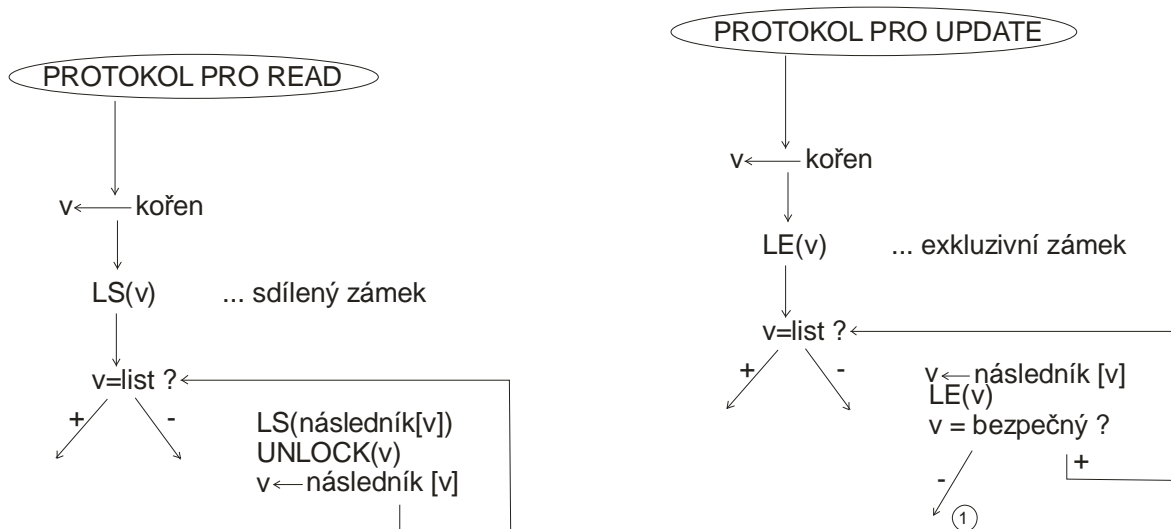 PROTOKOL PRO READ
v ← kořen
LS(v) ... sdílený zámek
v=list ?
+ -
LS(následník[v])
UNLOCK(v)
v ← následník [v]
PROTOKOL PRO UPDATE
v ← kořen
LE(v) ... exkluzivní zámek
v=list ?
+ -
v ← následník [v]
LE(v)
v = bezpečný ?
- +
1